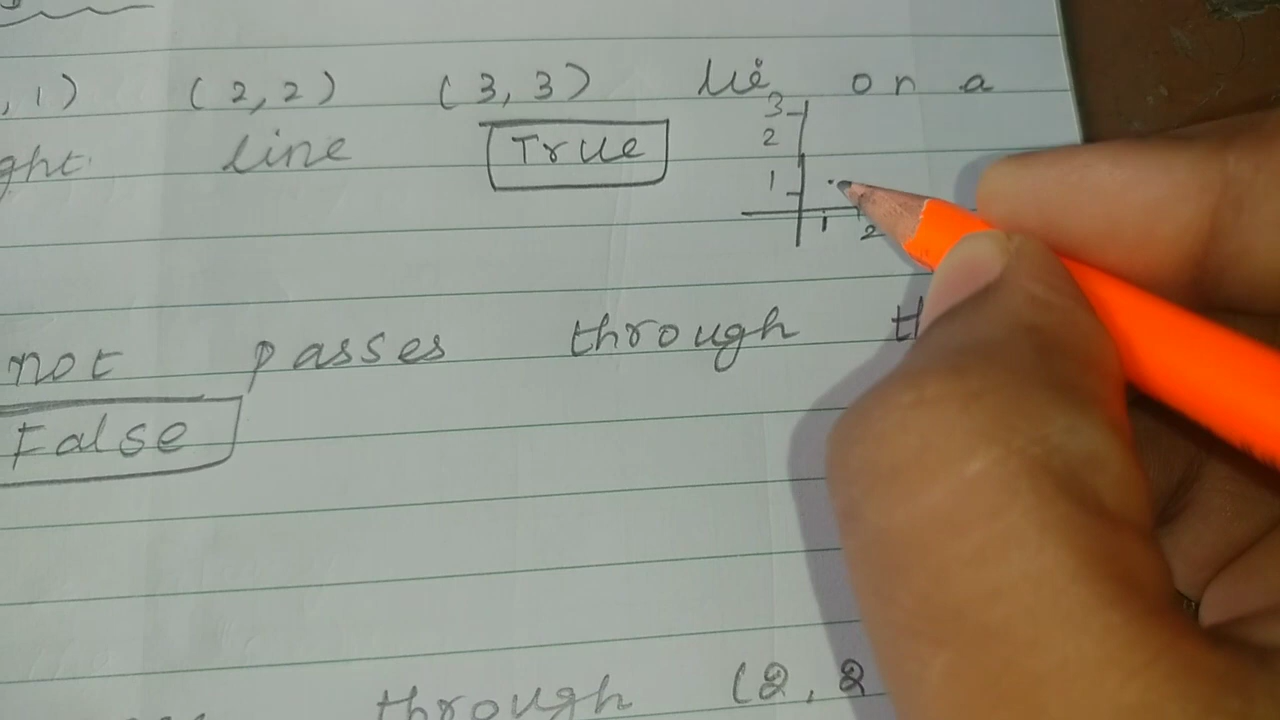 , 1) (2,2) (3,3) lie on a
ght line True
3
2
1
1 2
not passes through
False
through (2, 2